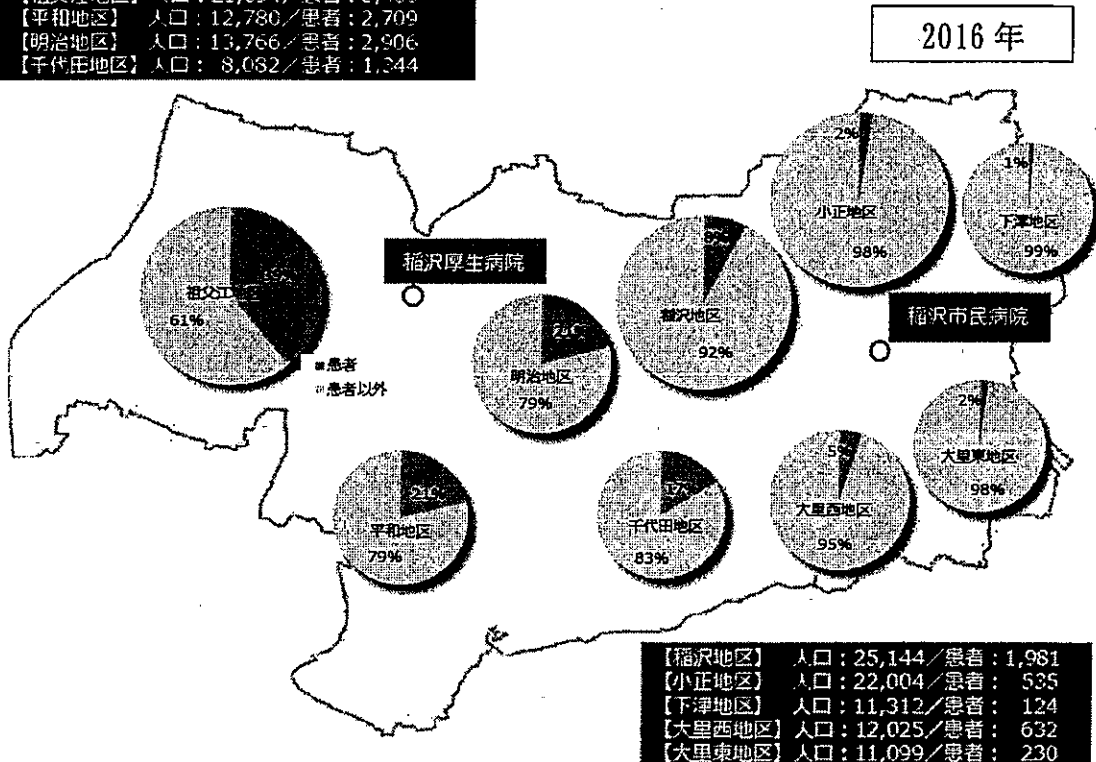 【平和地区】 人口：12,780／患者：2,709
【明治地区】 人口：13,766／患者：2,906
【千代田地区】 人口： 8,082／患者：1,344
2016 年
2%
小正地区
98%
1%
下津地区
99%
稲沢厚生病院
祖父江地区
61%
■患者
■患者以外
21%
明治地区
79%
稲沢地区
92%
稲沢市民病院
2%
大里東地区
98%
5%
大里西地区
95%
21%
平和地区
79%
17%
千代田地区
83%
【稲沢地区】 人口：25,144／患者：1,981
【小正地区】 人口：22,004／患者： 535
【下津地区】 人口：11,312／患者： 124
【大里西地区】 人口：12,025／患者： 632
【大里東地区】 人口：11,099／患者： 230